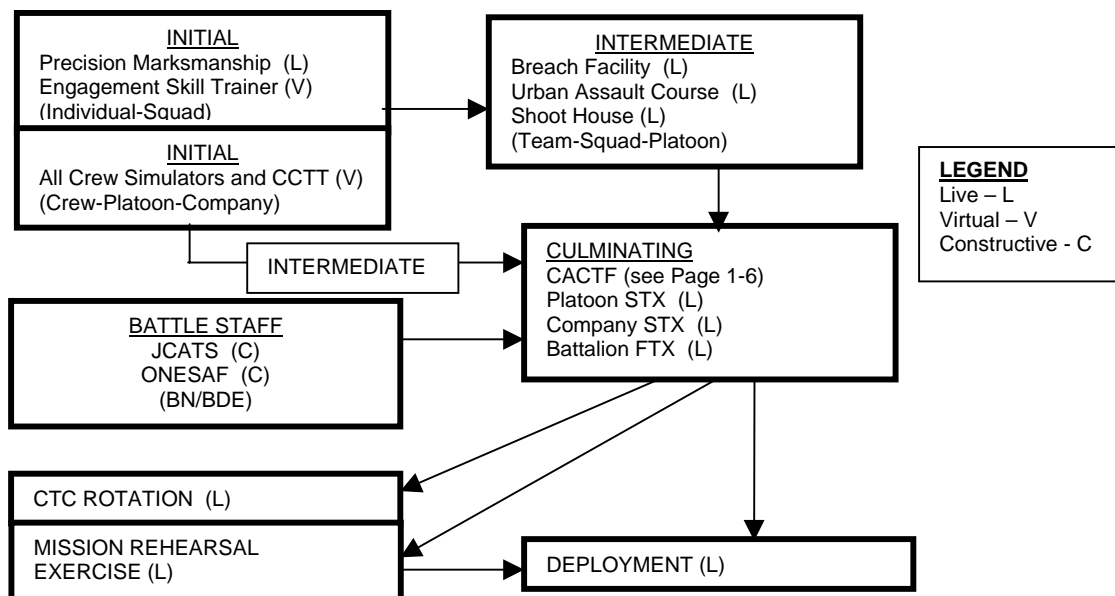 INITIAL
Precision Marksmanship (L)
Engagement Skill Trainer (V)
(Individual-Squad)
INITIAL
All Crew Simulators and CCTT (V)
(Crew-Platoon-Company)
INTERMEDIATE
Breach Facility (L)
Urban Assault Course (L)
Shoot House (L)
(Team-Squad-Platoon)
LEGEND
Live – L
Virtual – V
Constructive - C
INTERMEDIATE
CULMINATING
CACTF (see Page 1-6)
Platoon STX (L)
Company STX (L)
Battalion FTX (L)
BATTLE STAFF
JCATS (C)
ONESAF (C)
(BN/BDE)
CTC ROTATION (L)
MISSION REHEARSAL
EXERCISE (L)
DEPLOYMENT (L)